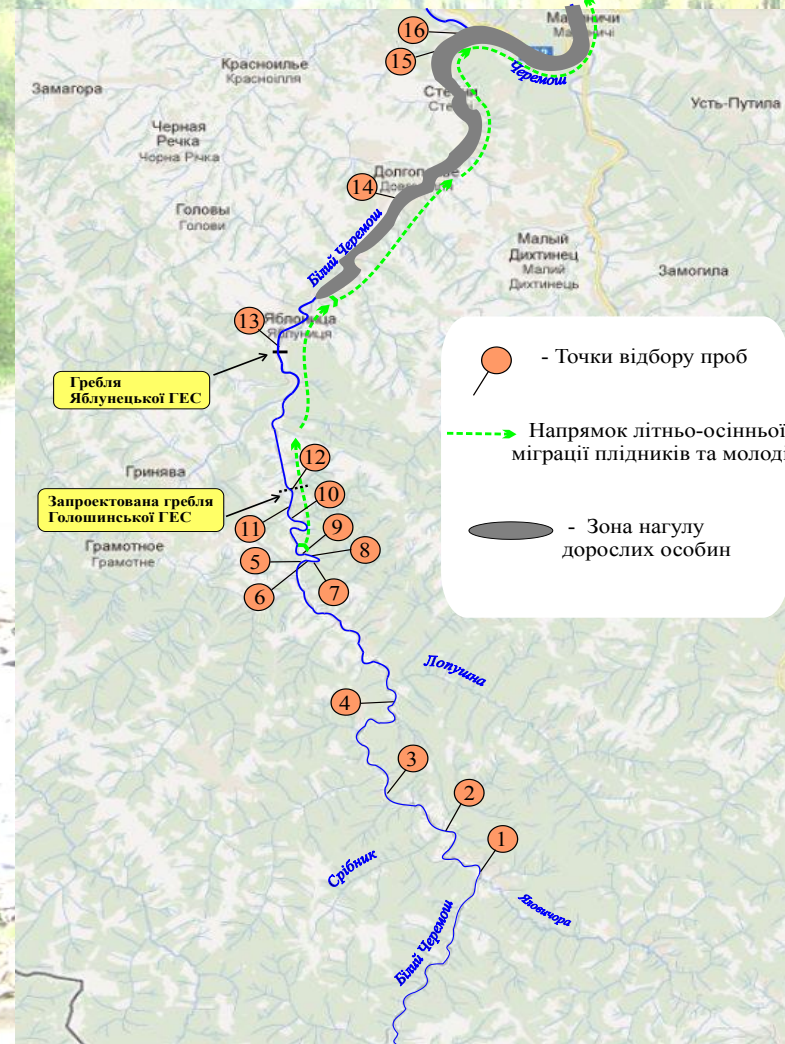 16
15
Черемош
Красноилье
Красноілля
Замагора
Усть-Путила
Черная
Речка
Чорна Річка
14
Головы
Голови
Білий Черемош
Малый
Дихтинец
Малий
Дихтинець
Замогила
13
Яблоница
Яблуниця
Гребля
Яблунецької ГЕС
- Точки відбору проб
Напрямок літньо-осінньої
міграції плідників та молоді
- Зона нагулу
дорослих особин
12
Гринява
Запроектована гребля
Голошинської ГЕС
10
11
9
8
Грамотное
Грамотне
5
6
7
Лопушна
4
3
2
1
Срібник
Яловичора
Білий Черемош